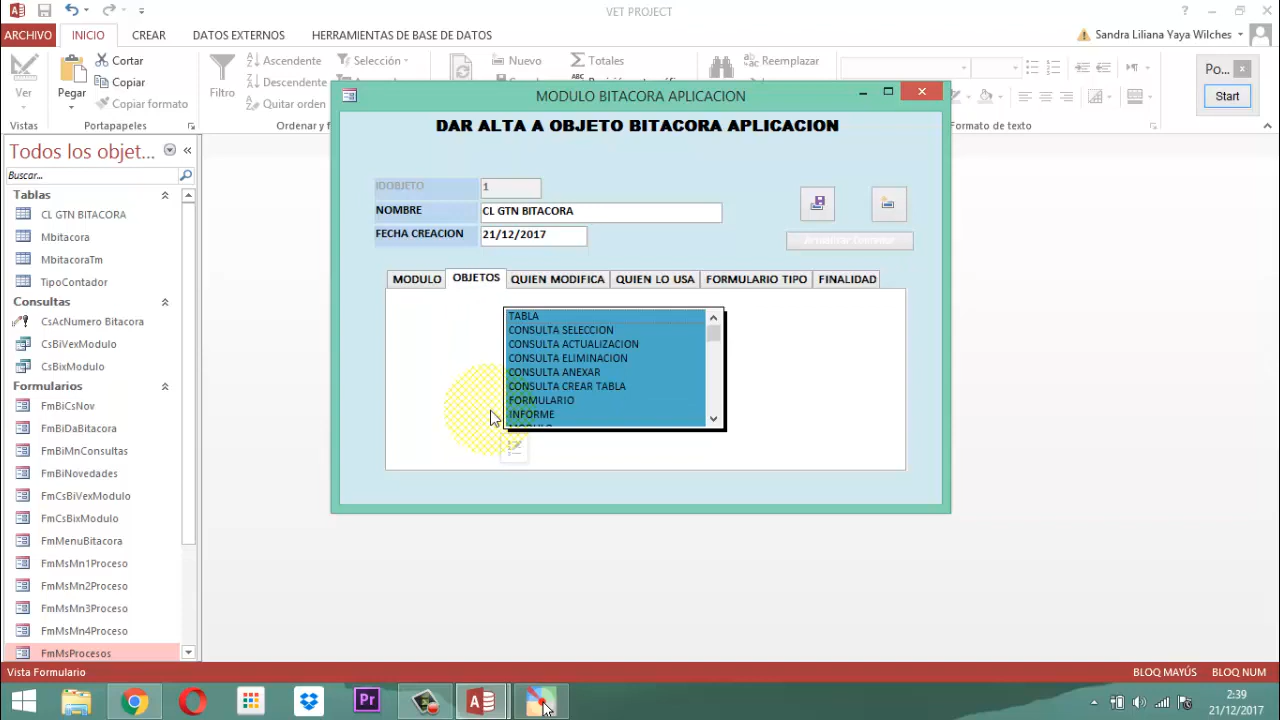 VET PROJECT
ARCHIVO INICIO CREAR DATOS EXTERNOS HERRAMIENTAS DE BASE DE DATOS Sandra Liliana Yaya Wilches
Ver
Vistas
Pegar
Cortar
Copiar
Copiar formato
Portapapeles
Filtro
Ascendente
Descendente
Quitar orden
Selección
Ordenar y f
Nuevo
Totales
Reemplazar
Formato de texto
Po...
Start
Todos los objet...
Buscar...
Tablas
CL GTN BITACORA
Mbitacora
MbitacoraTm
TipoContador
Consultas
CsAcNumero Bitacora
CsBiVexModulo
CsBixModulo
Formularios
FmBiCsNov
FmBiDaBitacora
FmBiMnConsultas
FmBiNovedades
FmCsBiVexModulo
FmCsBixModulo
FmMenuBitacora
FmMsMn1Proceso
FmMsMn2Proceso
FmMsMn3Proceso
FmMsMn4Proceso
FmMsProcesos
MODULO BITACORA APLICACION
DAR ALTA A OBJETO BITACORA APLICACION
IDOBJETO 1
NOMBRE CL GTN BITACORA
FECHA CREACION 21/12/2017
MODULO OBJETOS QUIEN MODIFICA QUIEN LO USA FORMULARIO TIPO FINALIDAD
TABLA
CONSULTA SELECCION
CONSULTA ACTUALIZACION
CONSULTA ELIMINACION
CONSULTA ANEXAR
CONSULTA CREAR TABLA
FORMULARIO
INFORME
Vista Formulario BLOQ MAYÚS BLOQ NUM
Pr
2:39
21/12/2017